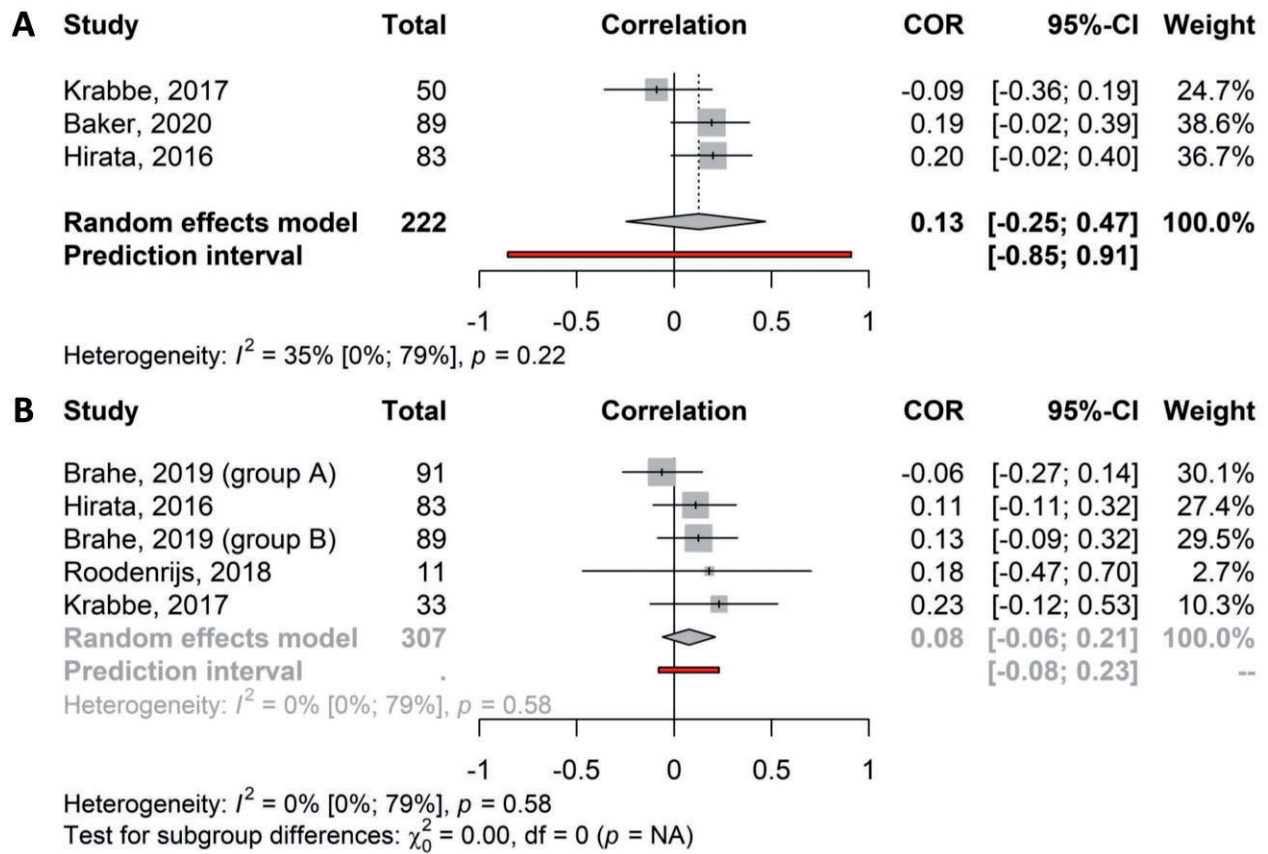 A Study Total Correlation COR 95%-CI Weight
Krabbe, 2017 50 -0.09 [-0.36; 0.19] 24.7%
Baker, 2020 89 0.19 [-0.02; 0.39] 38.6%
Hirata, 2016 83 0.20 [-0.02; 0.40] 36.7%
Random effects model 222 0.13 [-0.25; 0.47] 100.0%
Prediction interval [-0.85; 0.91]
-1 -0.5 0 0.5 1
Heterogeneity: I² = 35% [0%; 79%], p = 0.22
B Study Total Correlation COR 95%-CI Weight
Brahe, 2019 (group A) 91 -0.06 [-0.27; 0.14] 30.1%
Hirata, 2016 83 0.11 [-0.11; 0.32] 27.4%
Brahe, 2019 (group B) 89 0.13 [-0.09; 0.32] 29.5%
Roodenrijs, 2018 11 0.18 [-0.47; 0.70] 2.7%
Krabbe, 2017 33 0.23 [-0.12; 0.53] 10.3%
Random effects model 307 0.08 [-0.06; 0.21] 100.0%
Prediction interval . [-0.08; 0.23] --
Heterogeneity: I² = 0% [0%; 79%], p = 0.58
-1 -0.5 0 0.5 1
Heterogeneity: I² = 0% [0%; 79%], p = 0.58
Test for subgroup differences: χ₀² = 0.00, df = 0 (p = NA)